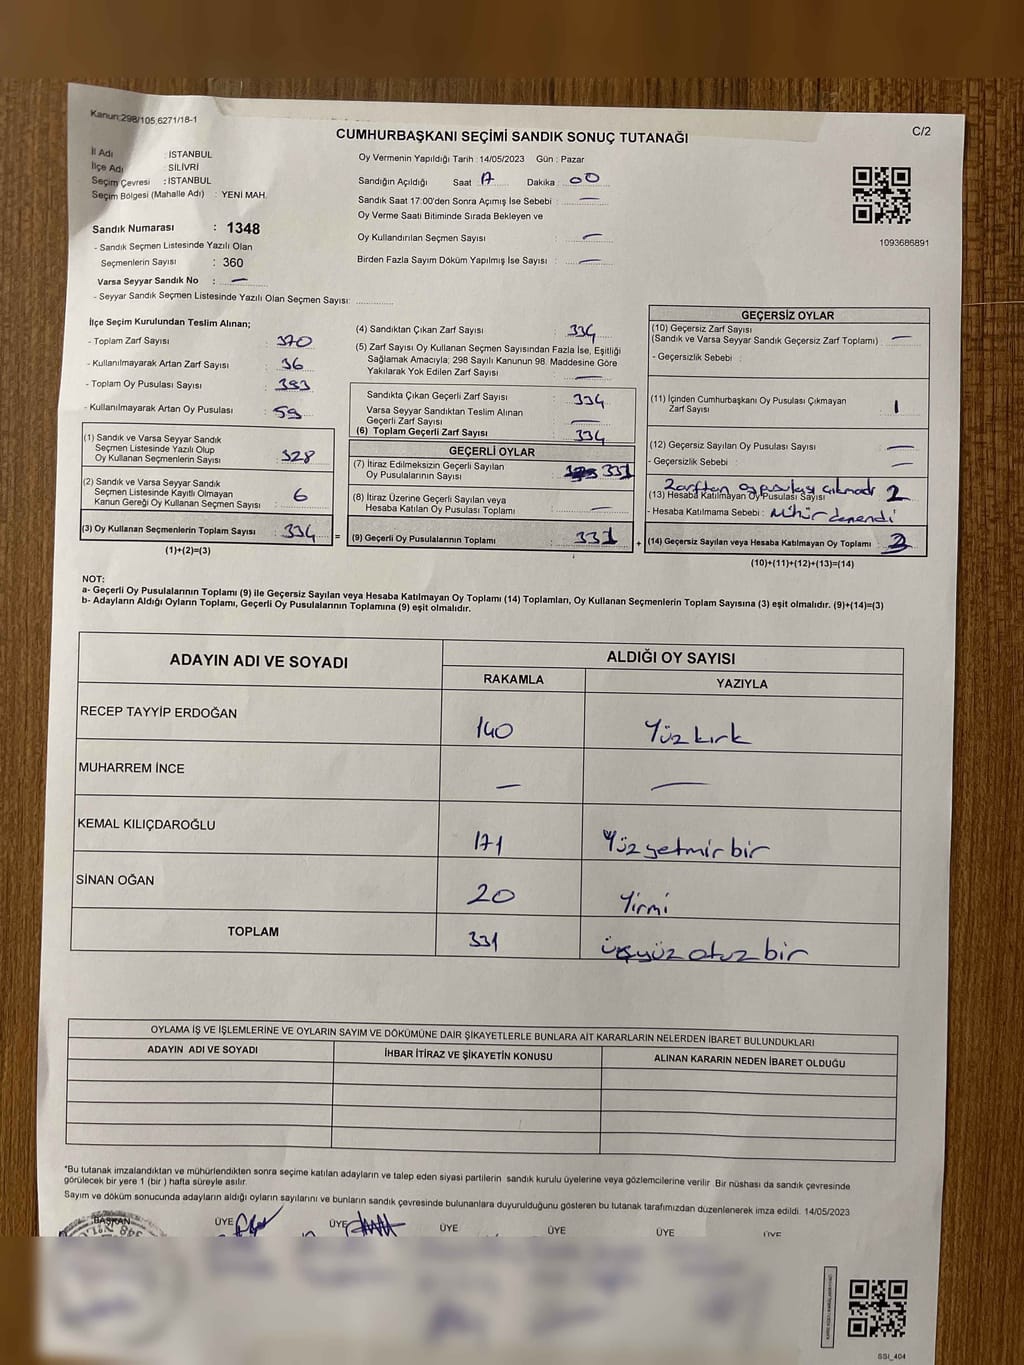 Kanun:298/105,6271/18-1
C/2
CUMHURBAŞKANI SEÇİMİ SANDIK SONUÇ TUTANAĞI
İl Adı : İSTANBUL
İlçe Adı : SİLİVRİ
Seçim Çevresi : İSTANBUL
Seçim Bölgesi (Mahalle Adı) : YENİ MAH.
Oy Vermenin Yapıldığı Tarih : 14/05/2023 Gün : Pazar
Sandığın Açıldığı Saat 17 Dakika : 00
Sandık Saat 17:00'den Sonra Açımış İse Sebebi : —
Oy Verme Saati Bitiminde Sırada Bekleyen ve
Oy Kullandırılan Seçmen Sayısı : —
Birden Fazla Sayım Döküm Yapılmış İse Sayısı : —
1093686891
Sandık Numarası : 1348
- Sandık Seçmen Listesinde Yazılı Olan
Seçmenlerin Sayısı : 360
Varsa Seyyar Sandık No : —
- Seyyar Sandık Seçmen Listesinde Yazılı Olan Seçmen Sayısı:
İlçe Seçim Kurulundan Teslim Alınan;
- Toplam Zarf Sayısı : 370
- Kullanılmayarak Artan Zarf Sayısı : 36
- Toplam Oy Pusulası Sayısı : 393
- Kullanılmayarak Artan Oy Pusulası : 59
(1) Sandık ve Varsa Seyyar Sandık
Seçmen Listesinde Yazılı Olup
Oy Kullanan Seçmenlerin Sayısı : 328
(2) Sandık ve Varsa Seyyar Sandık
Seçmen Listesinde Kayıtlı Olmayan
Kanun Gereği Oy Kullanan Seçmen Sayısı : 6
(3) Oy Kullanan Seçmenlerin Toplam Sayısı : 334
(1)+(2)=(3)
=
(4) Sandıktan Çıkan Zarf Sayısı : 334
(5) Zarf Sayısı Oy Kullanan Seçmen Sayısından Fazla İse, Eşitliği
Sağlamak Amacıyla; 298 Sayılı Kanunun 98. Maddesine Göre
Yakılarak Yok Edilen Zarf Sayısı : —
Sandıkta Çıkan Geçerli Zarf Sayısı : 334
Varsa Seyyar Sandıktan Teslim Alınan
Geçerli Zarf Sayısı : —
(6) Toplam Geçerli Zarf Sayısı : 334
GEÇERLİ OYLAR
(7) İtiraz Edilmeksizin Geçerli Sayılan
Oy Pusulalarının Sayısı : 331
(8) İtiraz Üzerine Geçerli Sayılan veya
Hesaba Katılan Oy Pusulası Toplamı : —
(9) Geçerli Oy Pusulalarının Toplamı : 331
+
GEÇERSİZ OYLAR
(10) Geçersiz Zarf Sayısı
(Sandık ve Varsa Seyyar Sandık Geçersiz Zarf Toplamı) : —
- Geçersizlik Sebebi :
(11) İçinden Cumhurbaşkanı Oy Pusulası Çıkmayan
Zarf Sayısı : 1
(12) Geçersiz Sayılan Oy Pusulası Sayısı : —
- Geçersizlik Sebebi : —
Zarftan oy pusulası çıkmadı
(13) Hesaba Katılmayan Oy Pusulası Sayısı 2
- Hesaba Katılmama Sebebi : Mühür denendi
(14) Geçersiz Sayılan veya Hesaba Katılmayan Oy Toplamı : 3
(10)+(11)+(12)+(13)=(14)
NOT:
a- Geçerli Oy Pusulalarının Toplamı (9) ile Geçersiz Sayılan veya Hesaba Katılmayan Oy Toplamı (14) Toplamları, Oy Kullanan Seçmenlerin Toplam Sayısına (3) eşit olmalıdır. (9)+(14)=(3)
b- Adayların Aldığı Oyların Toplamı, Geçerli Oy Pusulalarının Toplamına (9) eşit olmalıdır.
ADAYIN ADI VE SOYADI
ALDIĞI OY SAYISI
RAKAMLA YAZIYLA
RECEP TAYYİP ERDOĞAN 140 Yüz kırk
MUHARREM İNCE — —
KEMAL KILIÇDAROĞLU 171 Yüz yetmir bir
SİNAN OĞAN 20 Yirmi
TOPLAM 331 üçyüz otuz bir
OYLAMA İŞ VE İŞLEMLERİNE VE OYLARIN SAYIM VE DÖKÜMÜNE DAİR ŞİKAYETLERLE BUNLARA AİT KARARLARIN NELERDEN İBARET BULUNDUKLARI
ADAYIN ADI VE SOYADI İHBAR İTİRAZ VE ŞİKAYETİN KONUSU ALINAN KARARIN NEDEN İBARET OLDUĞU
*Bu tutanak imzalandıktan ve mühürlendikten sonra seçime katılan adayların ve talep eden siyasi partilerin sandık kurulu üyelerine veya gözlemcilerine verilir. Bir nüshası da sandık çevresinde
görülecek bir yere 1 (bir ) hafta süreyle asılır.
Sayım ve döküm sonucunda adayların aldığı oyların sayılarını ve bunların sandık çevresinde bulunanlara duyurulduğunu gösteren bu tutanak tarafımızdan düzenlenerek imza edildi. 14/05/2023
BAŞKAN ÜYE ÜYE ÜYE ÜYE ÜYE ÜYE
SSI_404